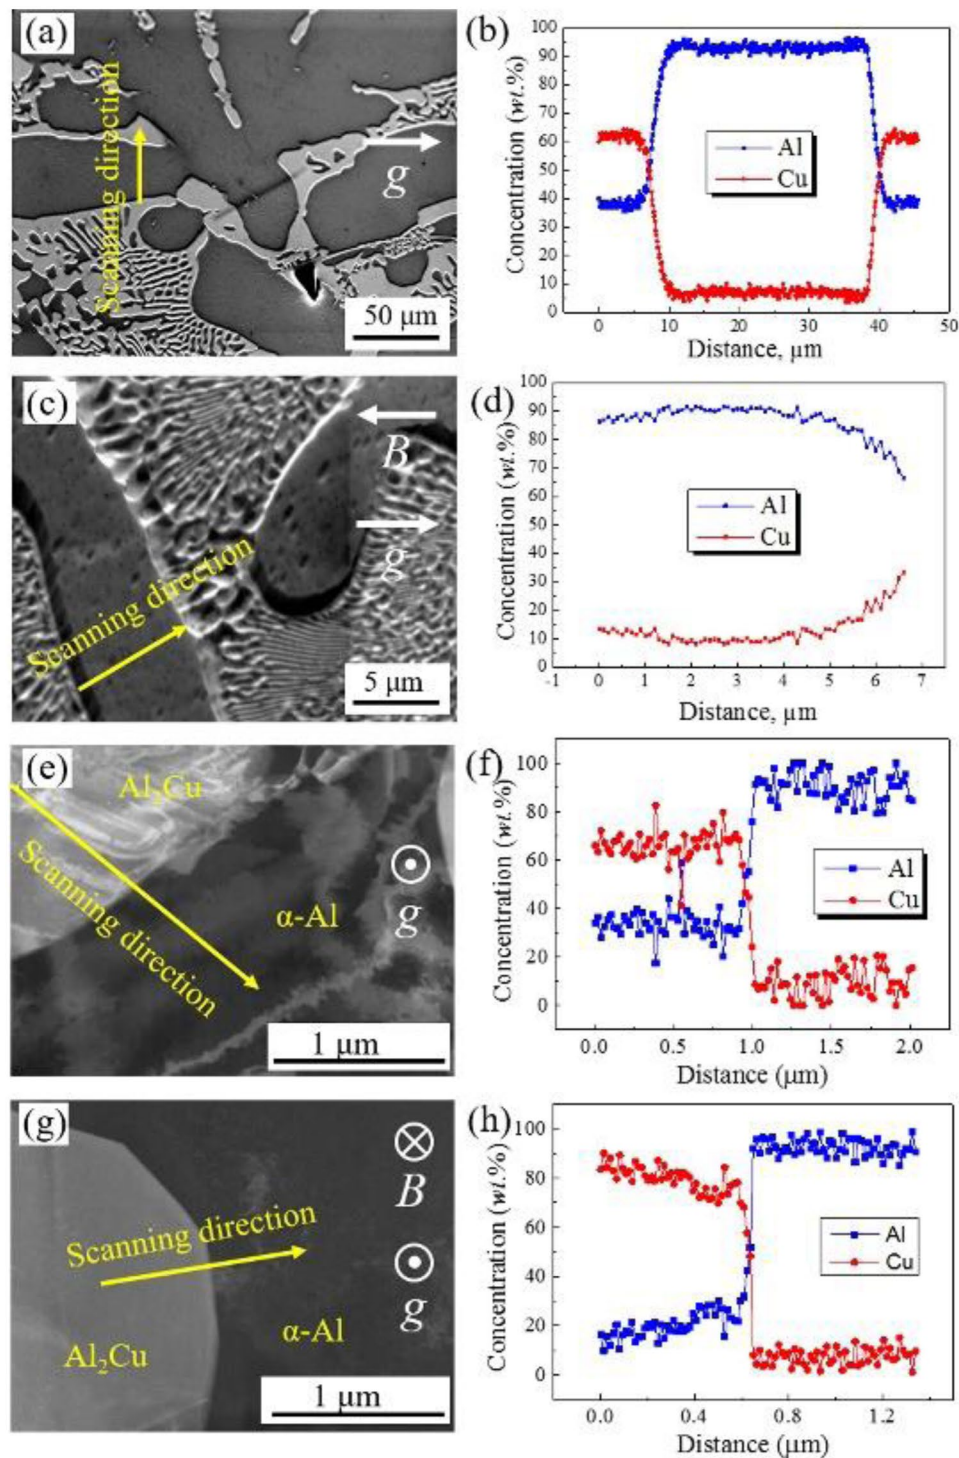 (a)
Scanning direction
g
50 μm
(b)
Concentration (wt.%)
100
90
80
70
60
50
40
30
20
10
0
Al
Cu
0
10
20
30
40
50
Distance, μm
(c)
B
g
Scanning direction
5 μm
(d)
Concentration (wt.%)
100
90
80
70
60
50
40
30
20
10
0
Al
Cu
-1
0
1
2
3
4
5
6
7
Distance, μm
(e)
Al₂Cu
Scanning direction
α-Al
g
1 μm
(f)
Concentration (wt.%)
100
80
60
40
20
0
Al
Cu
0.0
0.5
1.0
1.5
2.0
Distance (μm)
(g)
B
Scanning direction
g
α-Al
Al₂Cu
1 μm
(h)
Concentration (wt.%)
100
80
60
40
20
0
Al
Cu
0.0
0.4
0.8
1.2
Distance (μm)